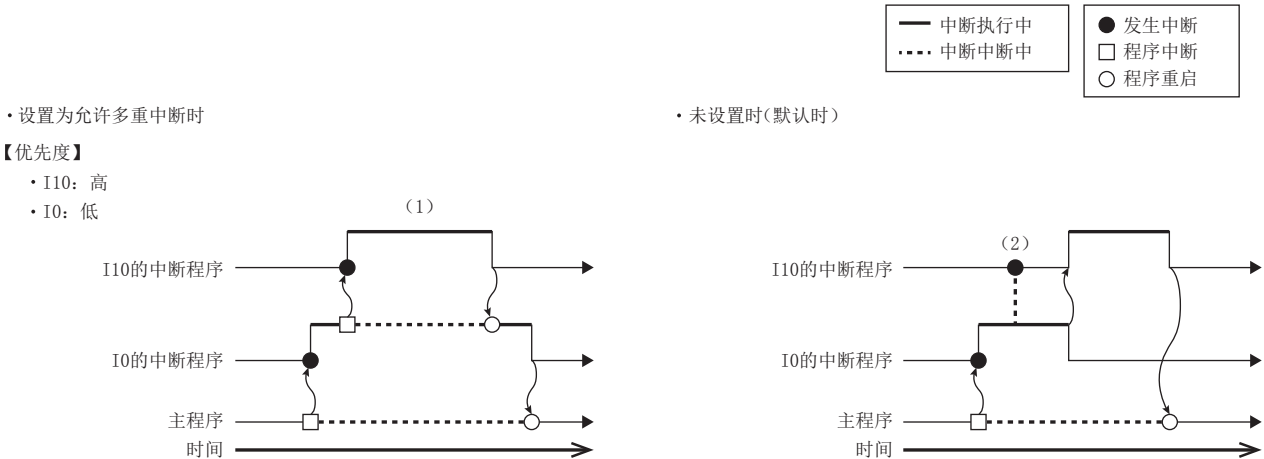 中断执行中
中断中断中
发生中断
程序中断
程序重启
・设置为允许多重中断时
【优先度】
・I10：高
・I0：低
(1)
I10的中断程序
I0的中断程序
主程序
时间
・未设置时(默认时)
(2)
I10的中断程序
I0的中断程序
主程序
时间